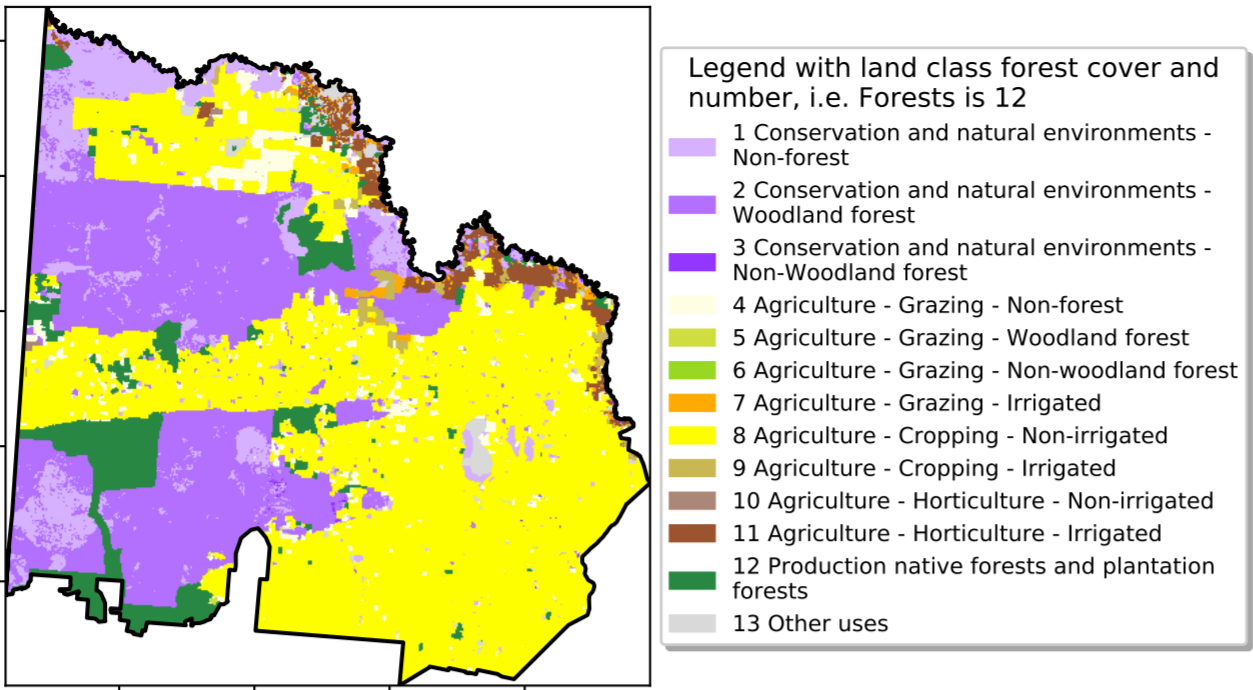 Legend with land class forest cover and
number, i.e. Forests is 12
1 Conservation and natural environments -
Non-forest
2 Conservation and natural environments -
Woodland forest
3 Conservation and natural environments -
Non-Woodland forest
4 Agriculture - Grazing - Non-forest
5 Agriculture - Grazing - Woodland forest
6 Agriculture - Grazing - Non-woodland forest
7 Agriculture - Grazing - Irrigated
8 Agriculture - Cropping - Non-irrigated
9 Agriculture - Cropping - Irrigated
10 Agriculture - Horticulture - Non-irrigated
11 Agriculture - Horticulture - Irrigated
12 Production native forests and plantation
forests
13 Other uses